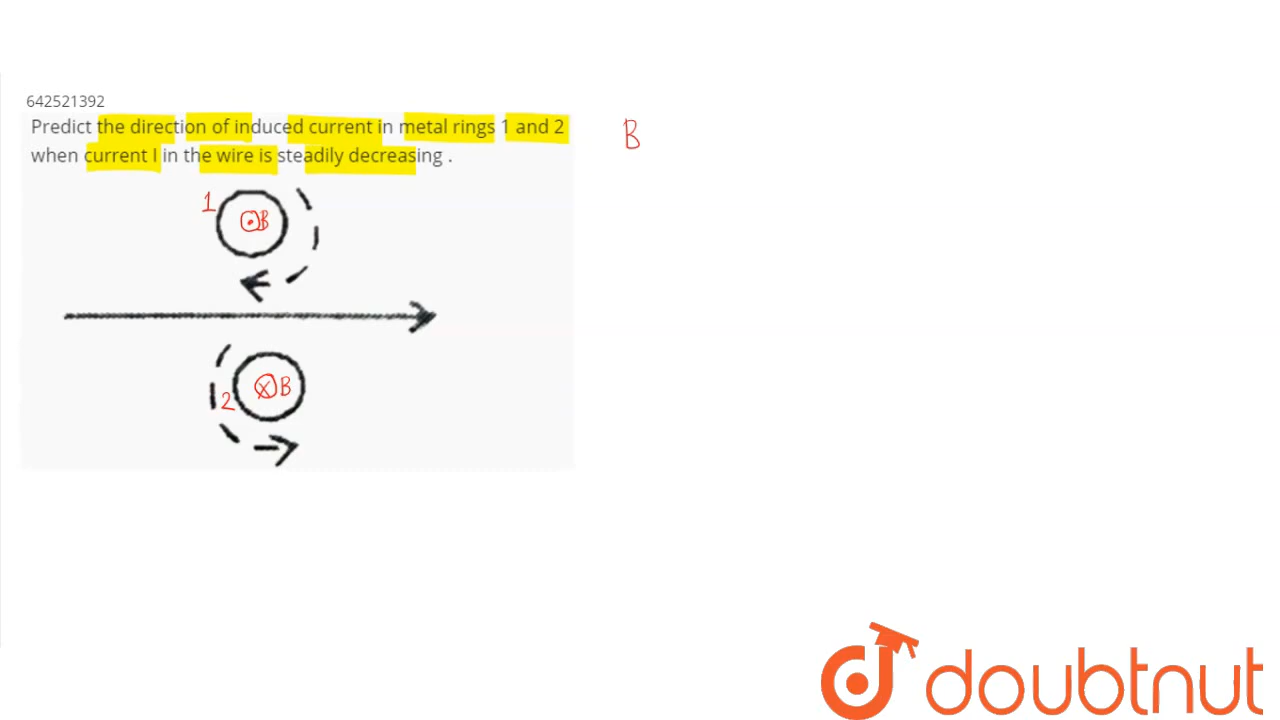 642521392
Predict the direction of induced current in metal rings 1 and 2
when current I in the wire is steadily decreasing .
B
1
B
B
2
doubtnut